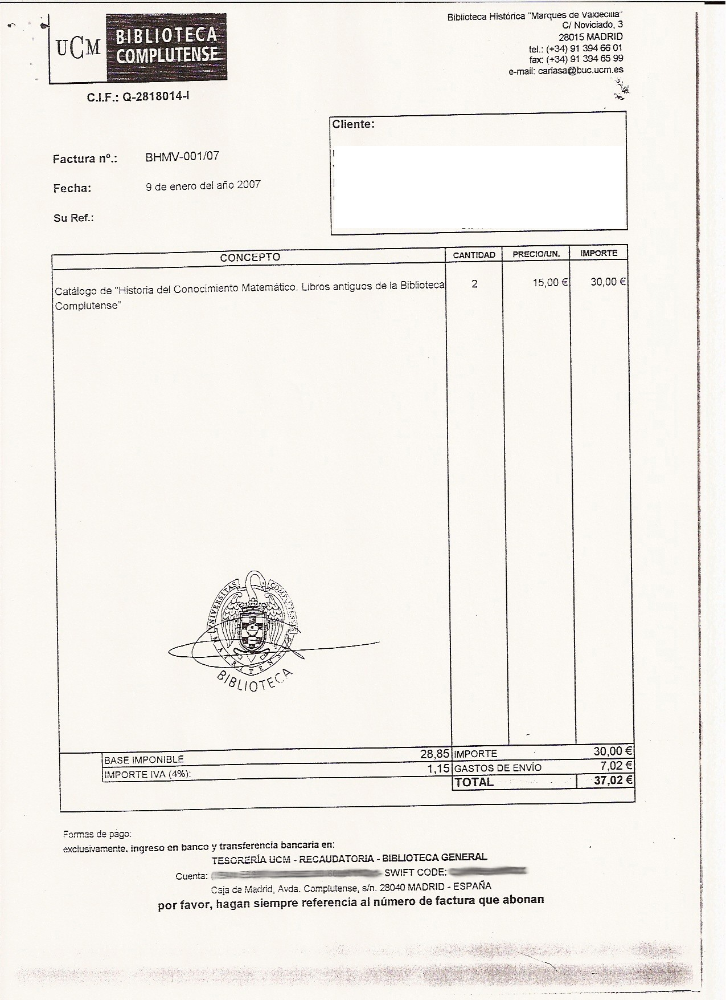 UCM
BIBLIOTECA
COMPLUTENSE
C.I.F.: Q-2818014-I
Biblioteca Histórica "Marques de Valdecilla"
C/ Noviciado, 3
28015 MADRID
tel.: (+34) 91 394 66 01
fax: (+34) 91 394 65 99
e-mail: cariasa@buc.ucm.es
Cliente:
Factura nº.: BHMV-001/07
Fecha: 9 de enero del año 2007
Su Ref.:
CONCEPTO CANTIDAD PRECIO/UN. IMPORTE
Catálogo de "Historia del Conocimiento Matemático. Libros antiguos de la Biblioteca 2 15,00 € 30,00 €
Complutense"
UNIVERSITAS COMPLUTENSIS
MATRITENSIS
BIBLIOTECA
BASE IMPONIBLE 28,85 IMPORTE 30,00 €
IMPORTE IVA (4%): 1,15 GASTOS DE ENVÍO 7,02 €
TOTAL 37,02 €
Formas de pago:
exclusivamente, ingreso en banco y transferencia bancaria en:
TESORERÍA UCM - RECAUDATORIA - BIBLIOTECA GENERAL
Cuenta: - SWIFT CODE:
Caja de Madrid, Avda. Complutense, s/n. 28040 MADRID - ESPAÑA
por favor, hagan siempre referencia al número de factura que abonan